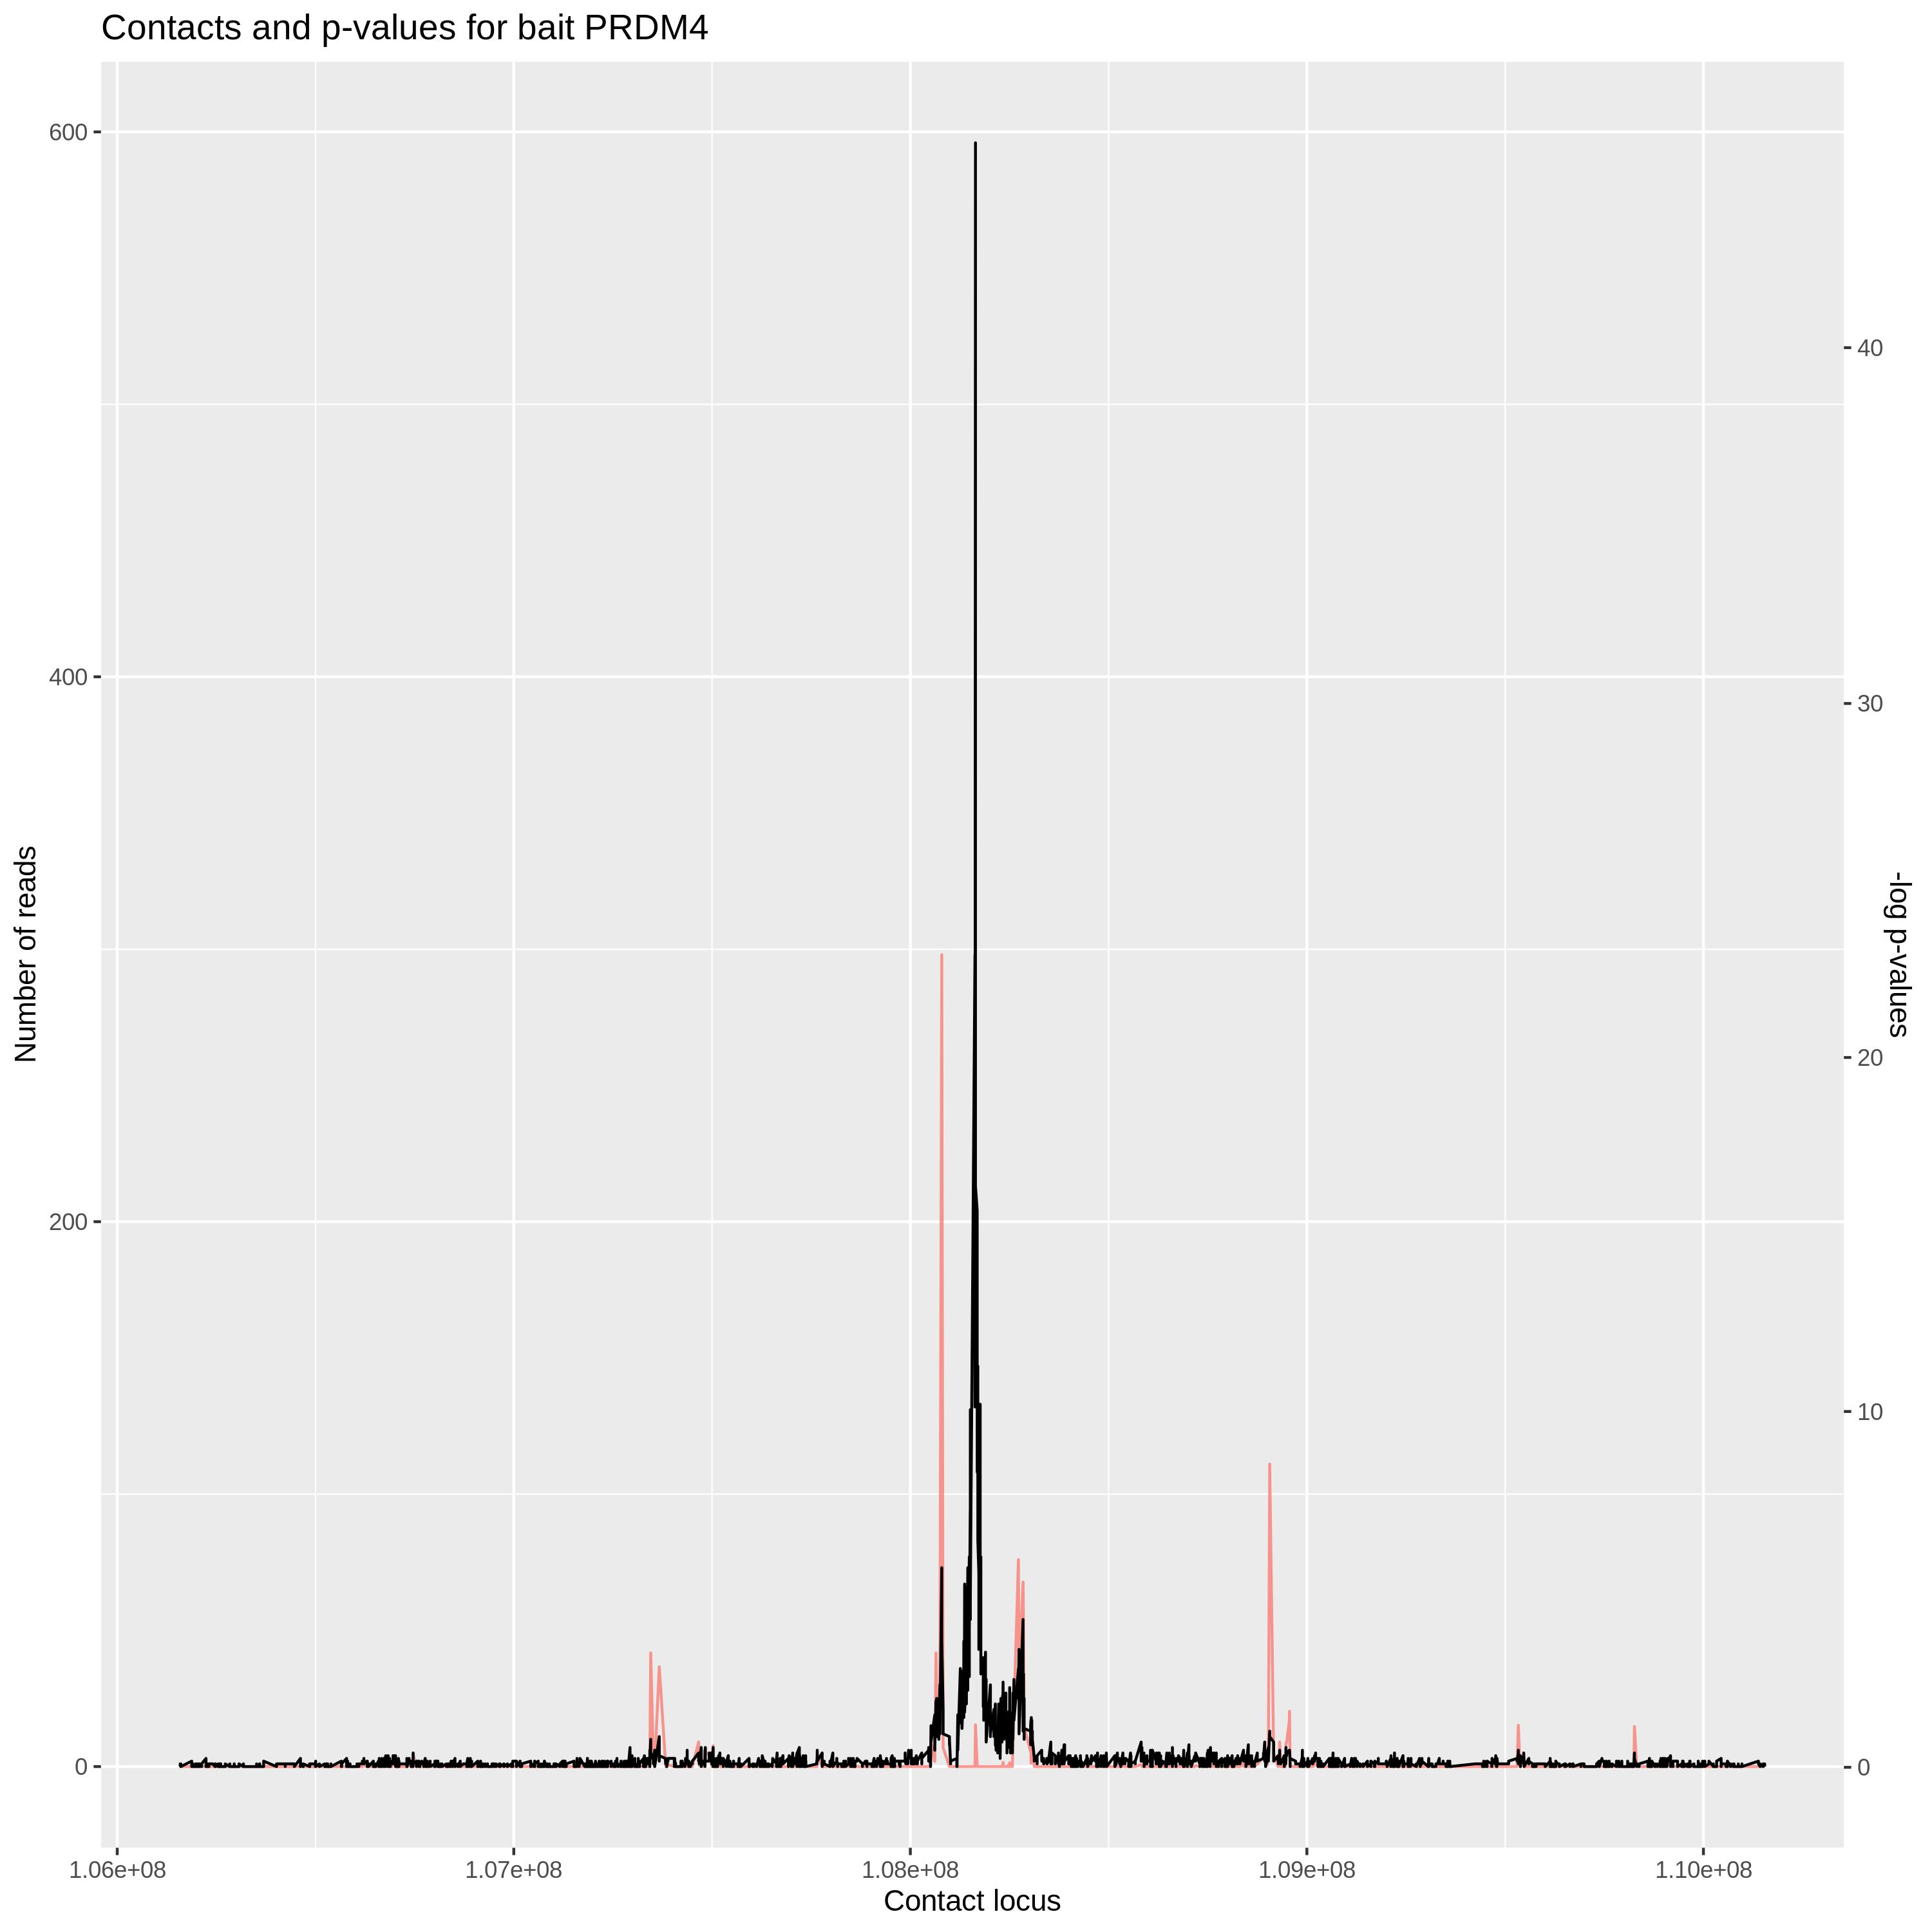 Contacts and p-values for bait PRDM4
600
400
200
0
Number of reads
40
30
20
10
0
-log p-values
1.06e+08
1.07e+08
1.08e+08
1.09e+08
1.10e+08
Contact locus